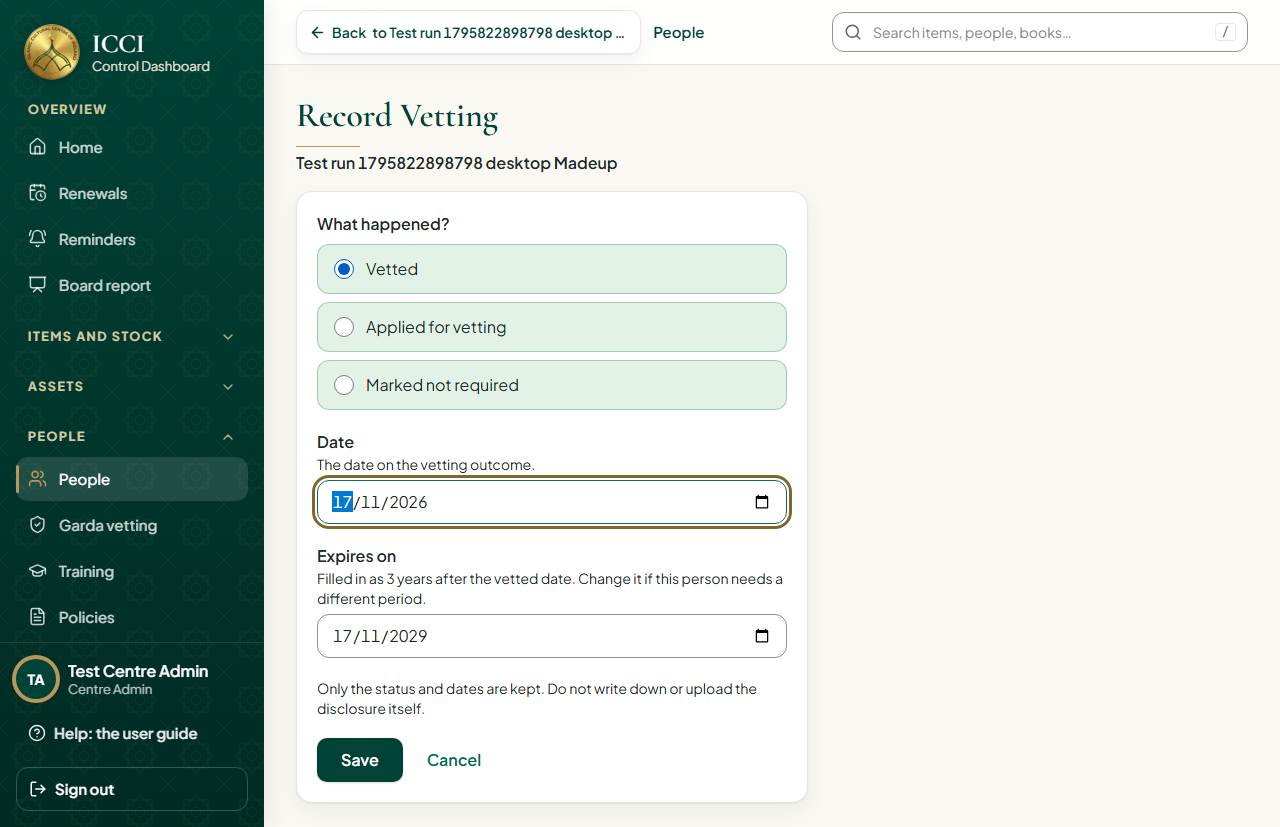 ICCI
Control Dashboard
OVERVIEW
Home
Renewals
Reminders
Board report
ITEMS AND STOCK
ASSETS
PEOPLE
People
Garda vetting
Training
Policies
TA
Test Centre Admin
Centre Admin
Help: the user guide
Sign out
Back to Test run 1795822898798 desktop …
People
Search items, people, books…
/
Record Vetting
Test run 1795822898798 desktop Madeup
What happened?
Vetted
Applied for vetting
Marked not required
Date
The date on the vetting outcome.
17/11/2026
Expires on
Filled in as 3 years after the vetted date. Change it if this person needs a
different period.
17/11/2029
Only the status and dates are kept. Do not write down or upload the
disclosure itself.
Save
Cancel